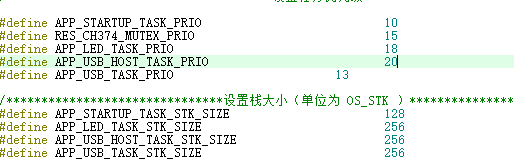 #define APP_STARTUP_TASK_PRIO 10
#define RES_CH374_MUTEX_PRIO 15
#define APP_LED_TASK_PRIO 18
#define APP_USB_HOST_TASK_PRIO 20
#define APP_USB_TASK_PRIO 13
/*******************************设置栈大小（单位为 OS_STK ）***************
#define APP_STARTUP_TASK_STK_SIZE 128
#define APP_LED_TASK_STK_SIZE 256
#define APP_USB_HOST_TASK_STK_SIZE 256
#define APP_USB_TASK_STK_SIZE 256